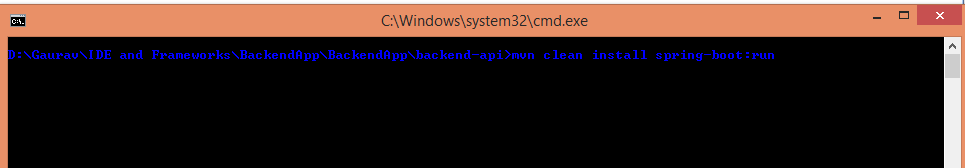 C:\Windows\system32\cmd.exe
D:\Gaurav\IDE and Frameworks\BackendApp\BackendApp\backend-api>mvn clean install spring-boot:run